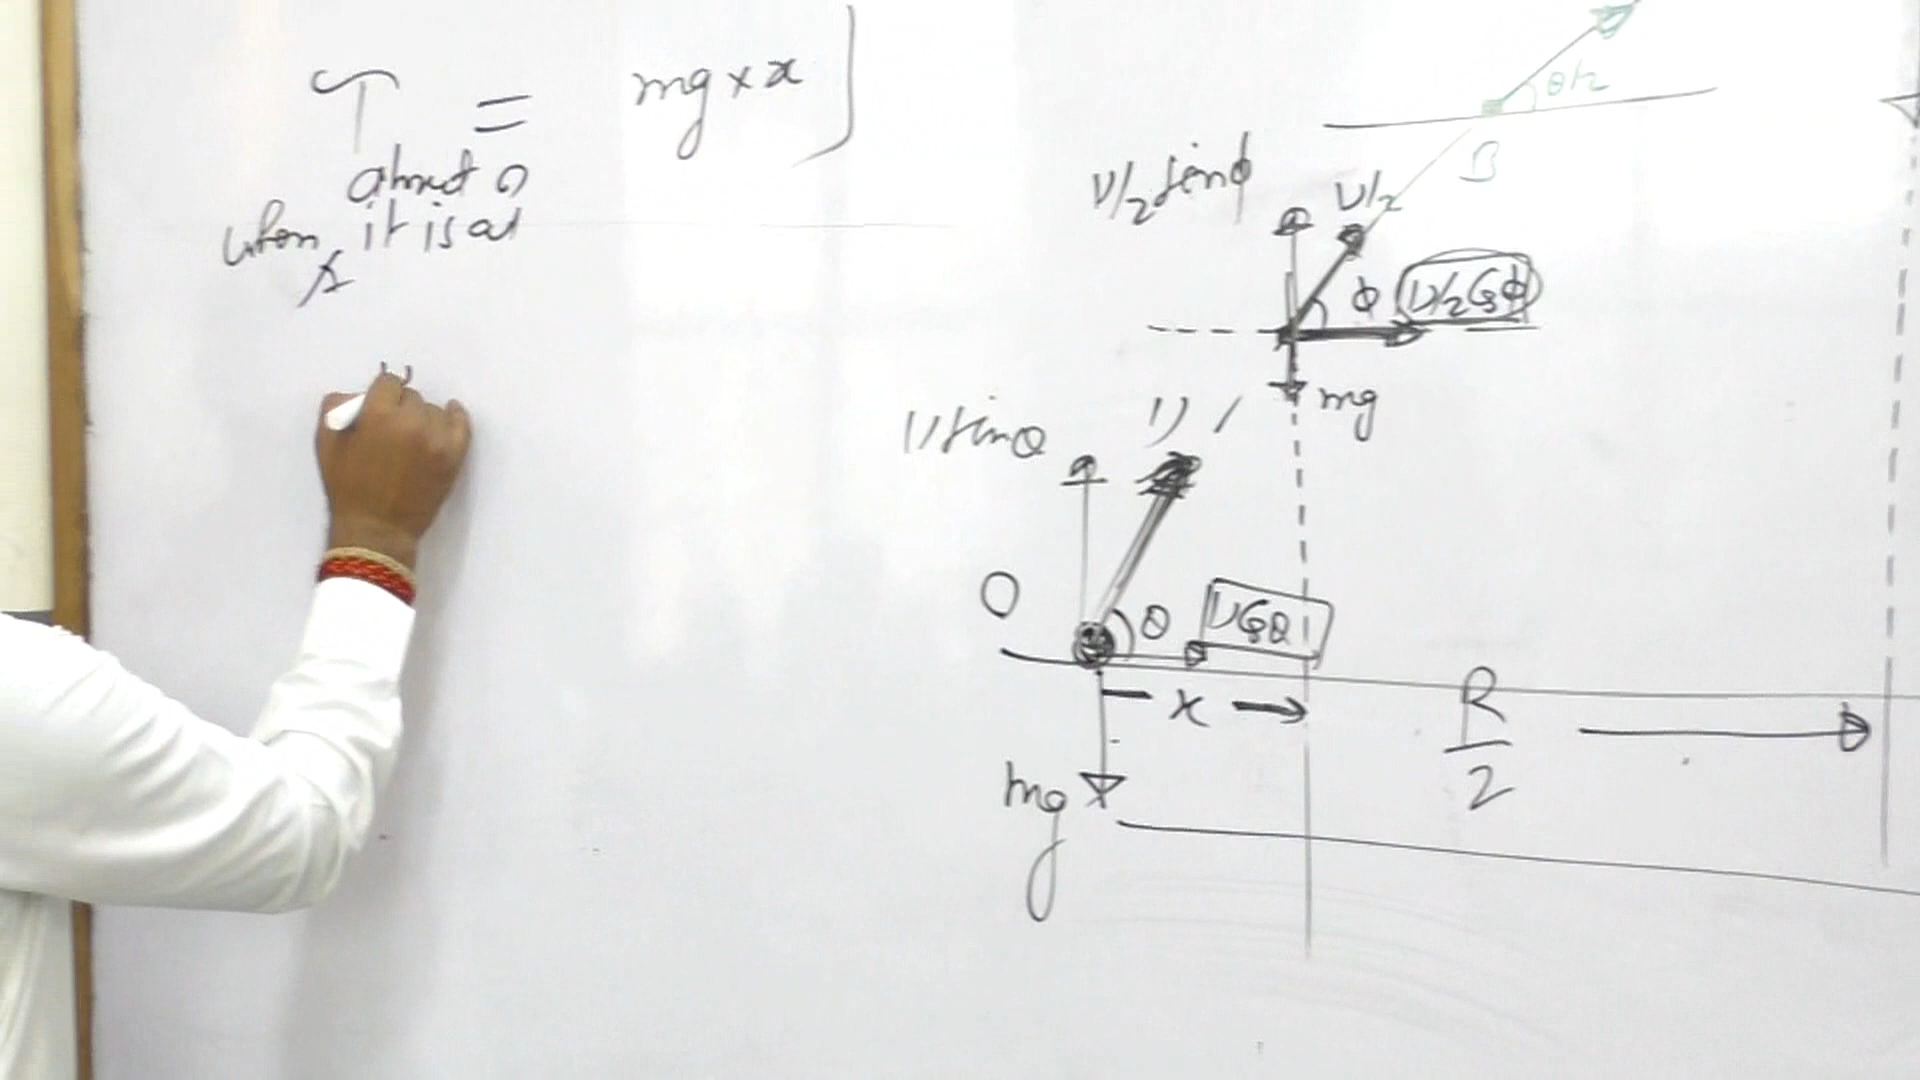 τ = mg × x
about O
when it is at
A
θ/2
B
v/2 sinϕ
v/2
ϕ
v/2 cosϕ
mg
v sinθ
v
O
θ
v cosθ
x
R/2
mg